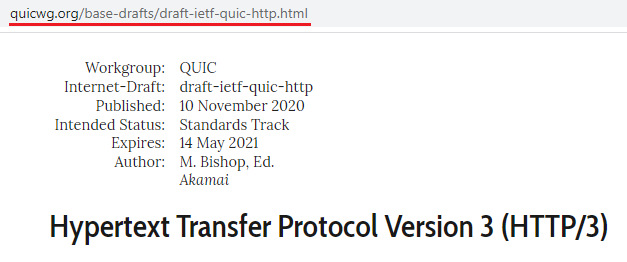 quicwg.org/base-drafts/draft-ietf-quic-http.html
Workgroup: QUIC
Internet-Draft: draft-ietf-quic-http
Published: 10 November 2020
Intended Status: Standards Track
Expires: 14 May 2021
Author: M. Bishop, Ed.
Akamai
Hypertext Transfer Protocol Version 3 (HTTP/3)